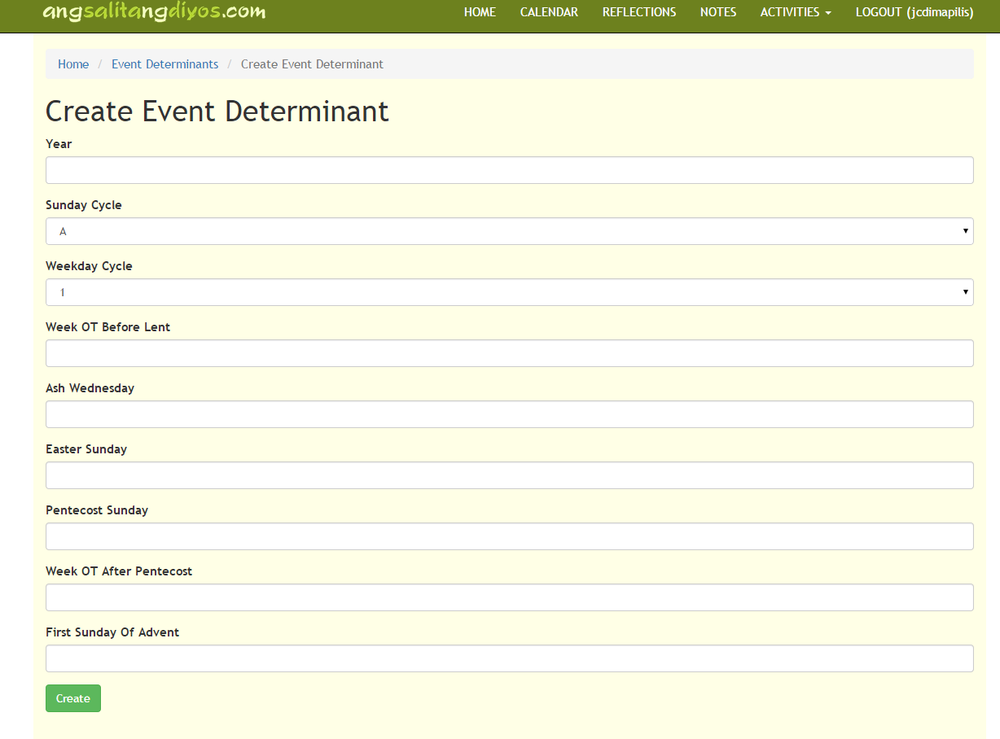 angsalitangdiyos.com HOME CALENDAR REFLECTIONS NOTES ACTIVITIES LOGOUT (jcdimapilis)
Home / Event Determinants / Create Event Determinant
Create Event Determinant
Year
Sunday Cycle
A
Weekday Cycle
1
Week OT Before Lent
Ash Wednesday
Easter Sunday
Pentecost Sunday
Week OT After Pentecost
First Sunday Of Advent
Create